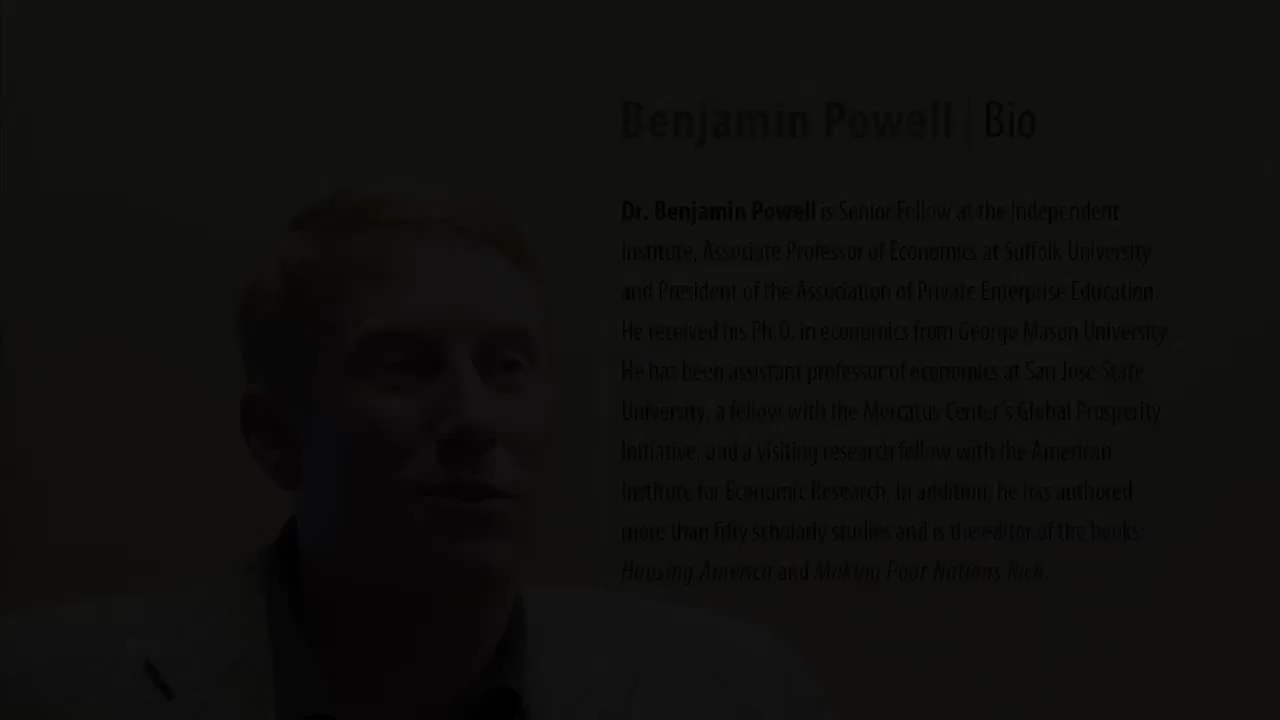 Benjamin Powell | Bio
Dr. Benjamin Powell is Senior Fellow at the Independent
Institute, Associate Professor of Economics at Suffolk University
and President of the Association of Private Enterprise Education.
He received his Ph.D. in economics from George Mason University.
He has been assistant professor of economics at San Jose State
University, a fellow with the Mercatus Center's Global Prosperity
Initiative, and a visiting research fellow with the American
Institute for Economic Research. In addition, he has authored
more than fifty scholarly studies and is the editor of the books:
Housing America and Making Poor Nations Rich.